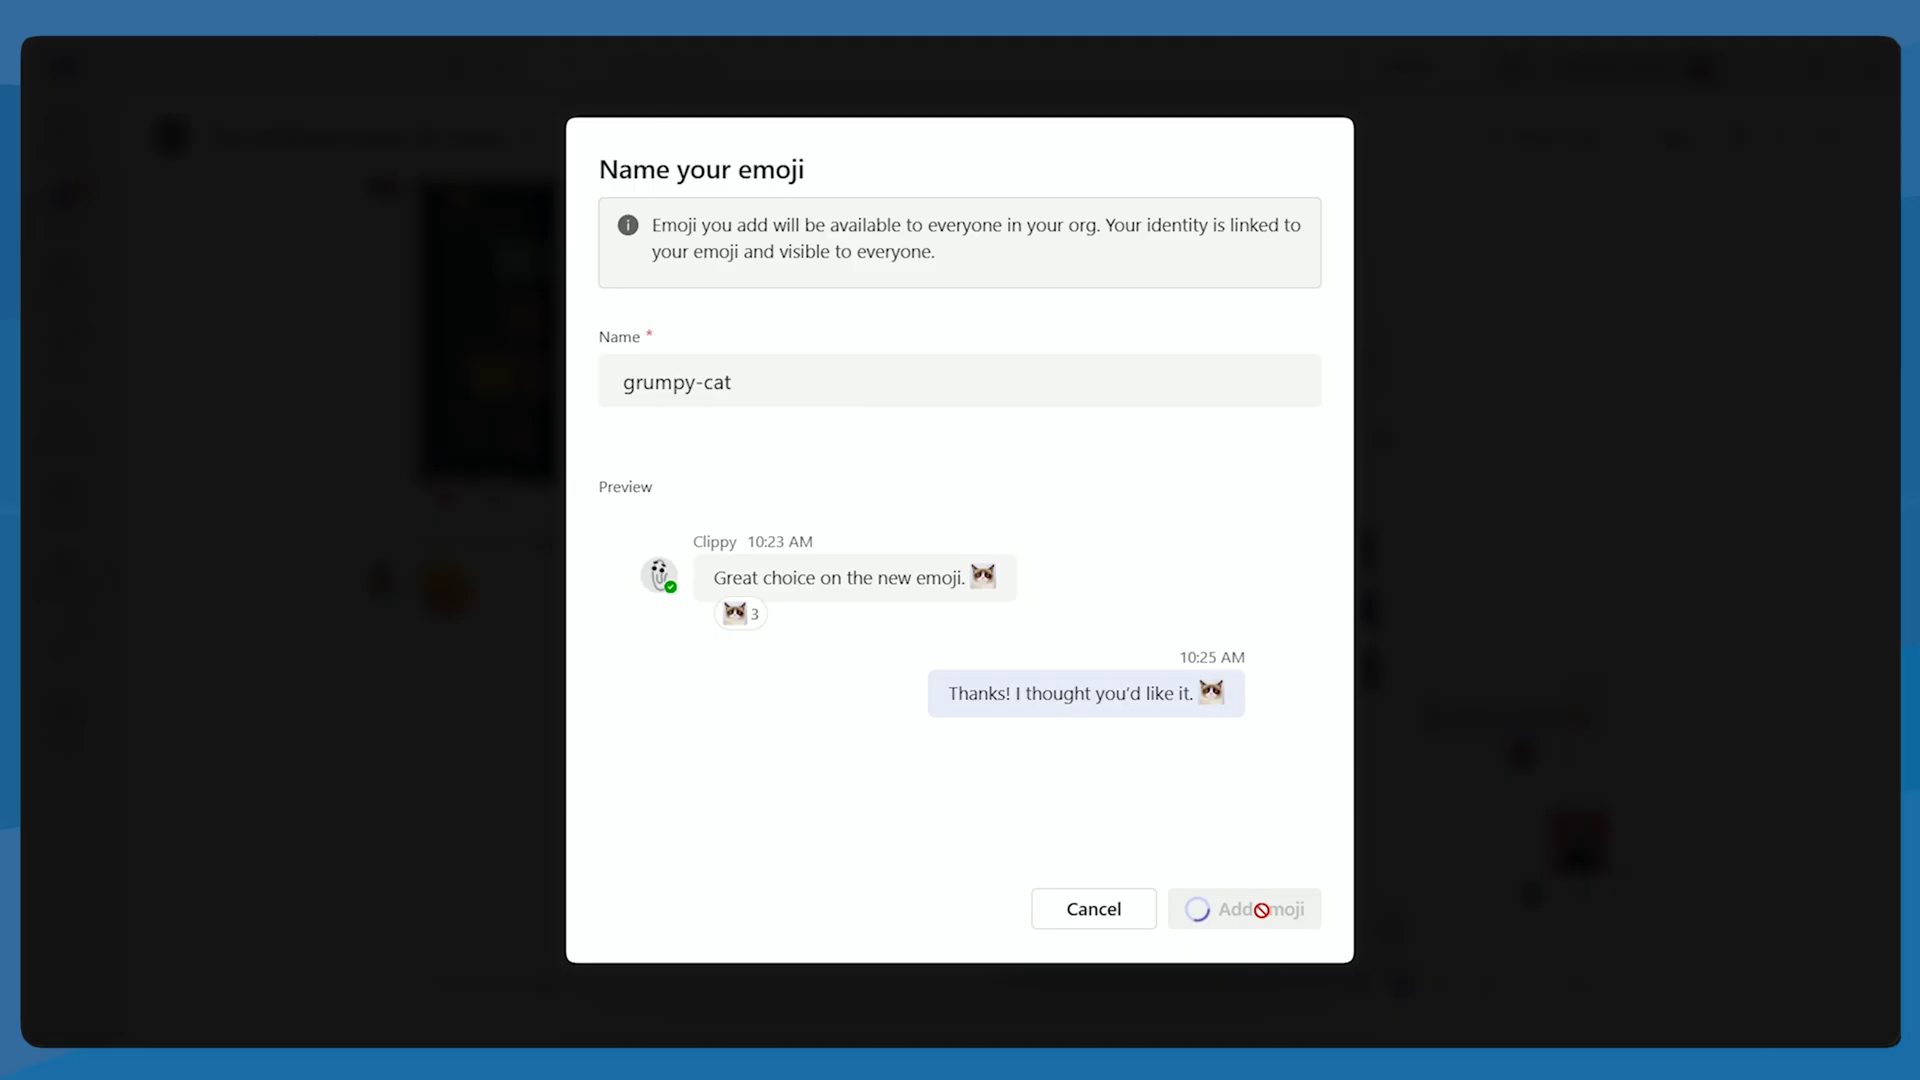 Name your emoji
Emoji you add will be available to everyone in your org. Your identity is linked to
your emoji and visible to everyone.
Name *
grumpy-cat
Preview
Clippy 10:23 AM
Great choice on the new emoji.
3
10:25 AM
Thanks! I thought you'd like it.
Cancel
Add emoji